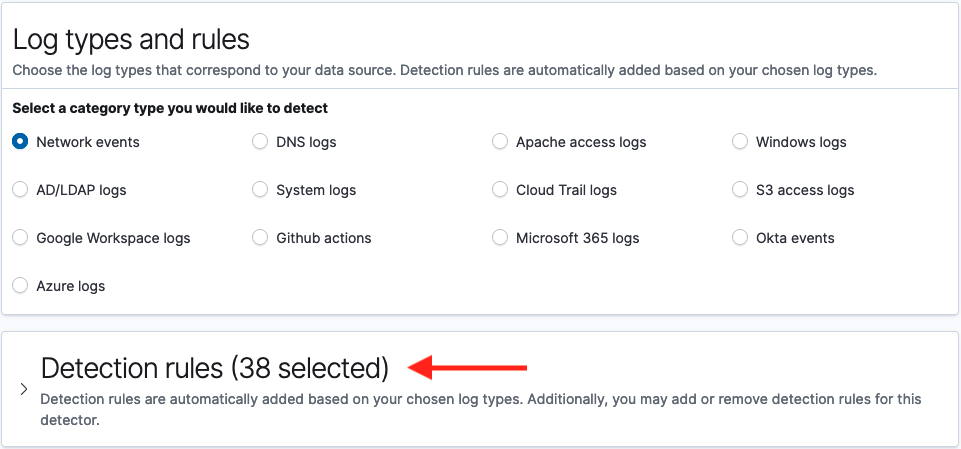 Log types and rules
Choose the log types that correspond to your data source. Detection rules are automatically added based on your chosen log types.
Select a category type you would like to detect
Network events DNS logs Apache access logs Windows logs
AD/LDAP logs System logs Cloud Trail logs S3 access logs
Google Workspace logs Github actions Microsoft 365 logs Okta events
Azure logs
Detection rules (38 selected)
Detection rules are automatically added based on your chosen log types. Additionally, you may add or remove detection rules for this
detector.